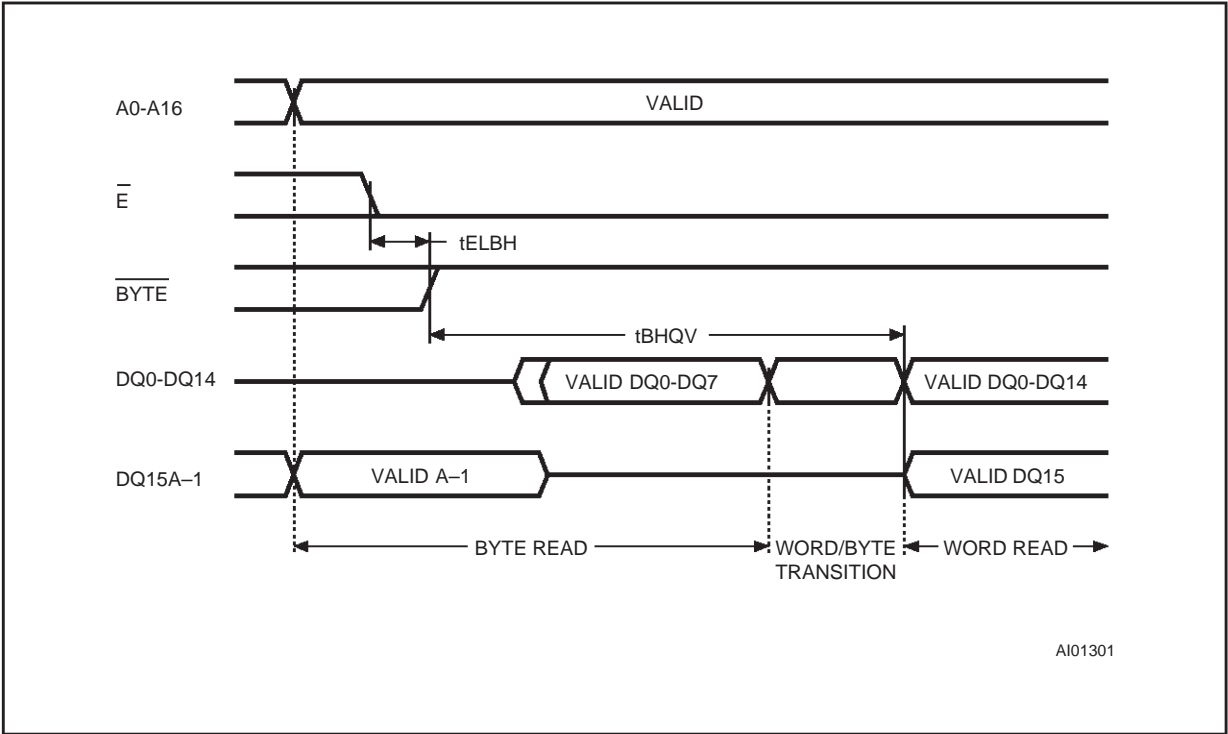 A0-A16
VALID
E̅
tELBH
B̅Y̅T̅E̅
tBHQV
DQ0-DQ14
VALID DQ0-DQ7
VALID DQ0-DQ14
DQ15A–1
VALID A–1
VALID DQ15
BYTE READ
WORD/BYTE
TRANSITION
WORD READ
AI01301